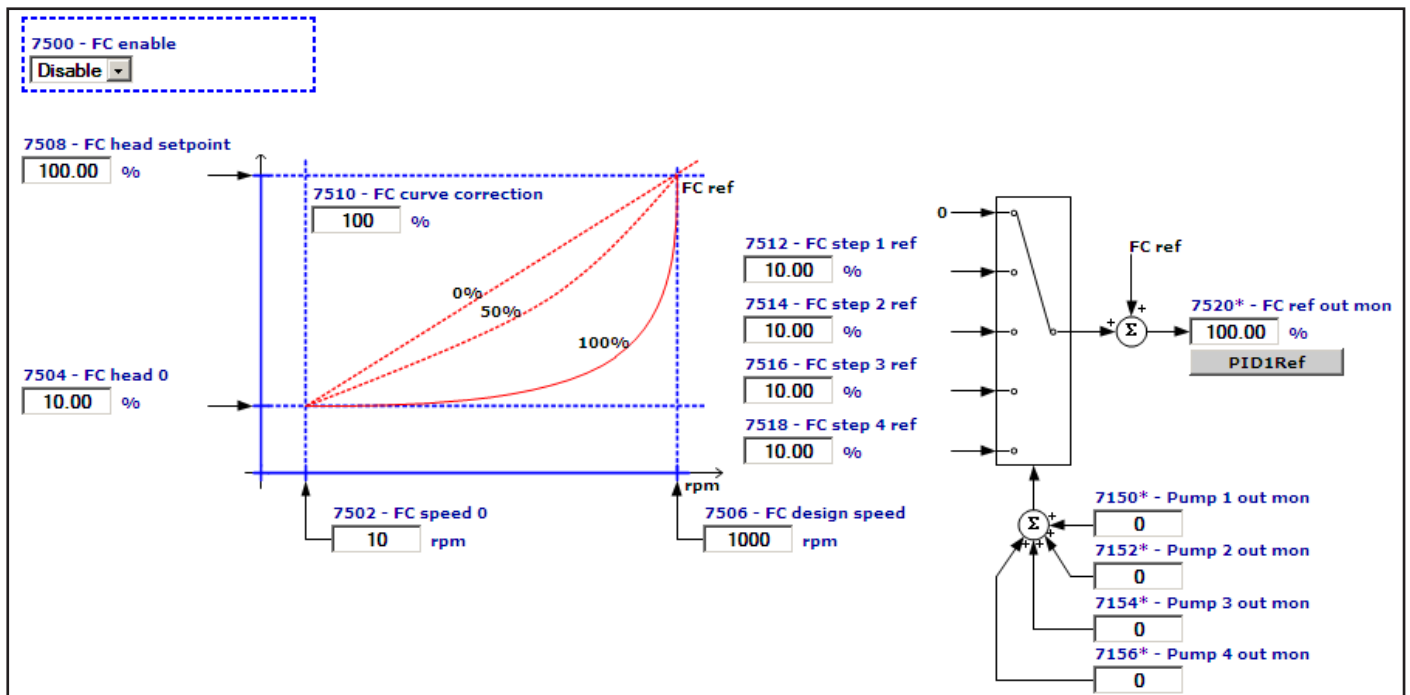 7500 - FC enable
Disable
7508 - FC head setpoint
100.00 %
7510 - FC curve correction
100 %
FC ref
0%
50%
100%
7504 - FC head 0
10.00 %
rpm
7502 - FC speed 0
10 rpm
7506 - FC design speed
1000 rpm
0
7512 - FC step 1 ref
10.00 %
7514 - FC step 2 ref
10.00 %
7516 - FC step 3 ref
10.00 %
7518 - FC step 4 ref
10.00 %
FC ref
+
+
Σ
7520* - FC ref out mon
100.00 %
PID1Ref
Σ
+
+
+ +
7150* - Pump 1 out mon
0
7152* - Pump 2 out mon
0
7154* - Pump 3 out mon
0
7156* - Pump 4 out mon
0